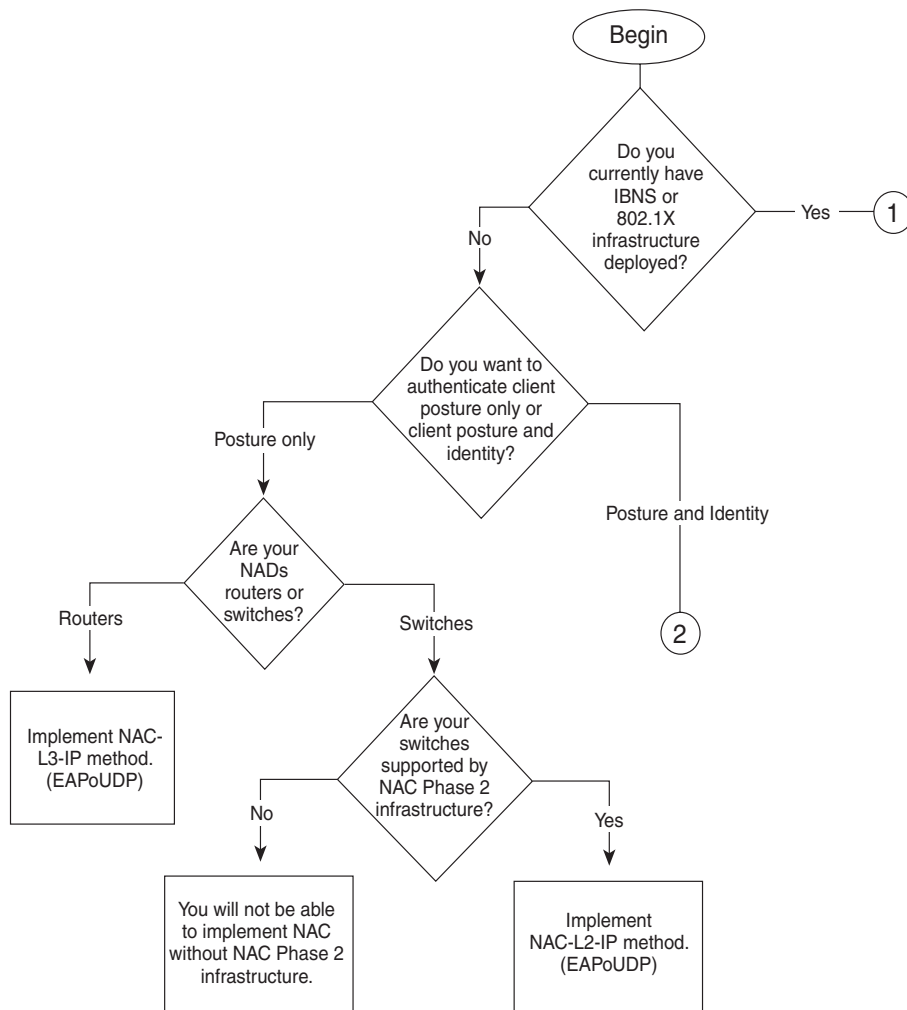 Begin
Do you
currently have
IBNS or
802.1X
infrastructure
deployed?
Yes
1
No
Do you want to
authenticate client
posture only or
client posture and
identity?
Posture only
Posture and Identity
2
Are your
NADs
routers or
switches?
Routers
Switches
Implement NAC-
L3-IP method.
(EAPoUDP)
Are your
switches
supported by
NAC Phase 2
infrastructure?
No
Yes
You will not be able
to implement NAC
without NAC Phase 2
infrastructure.
Implement
NAC-L2-IP method.
(EAPoUDP)